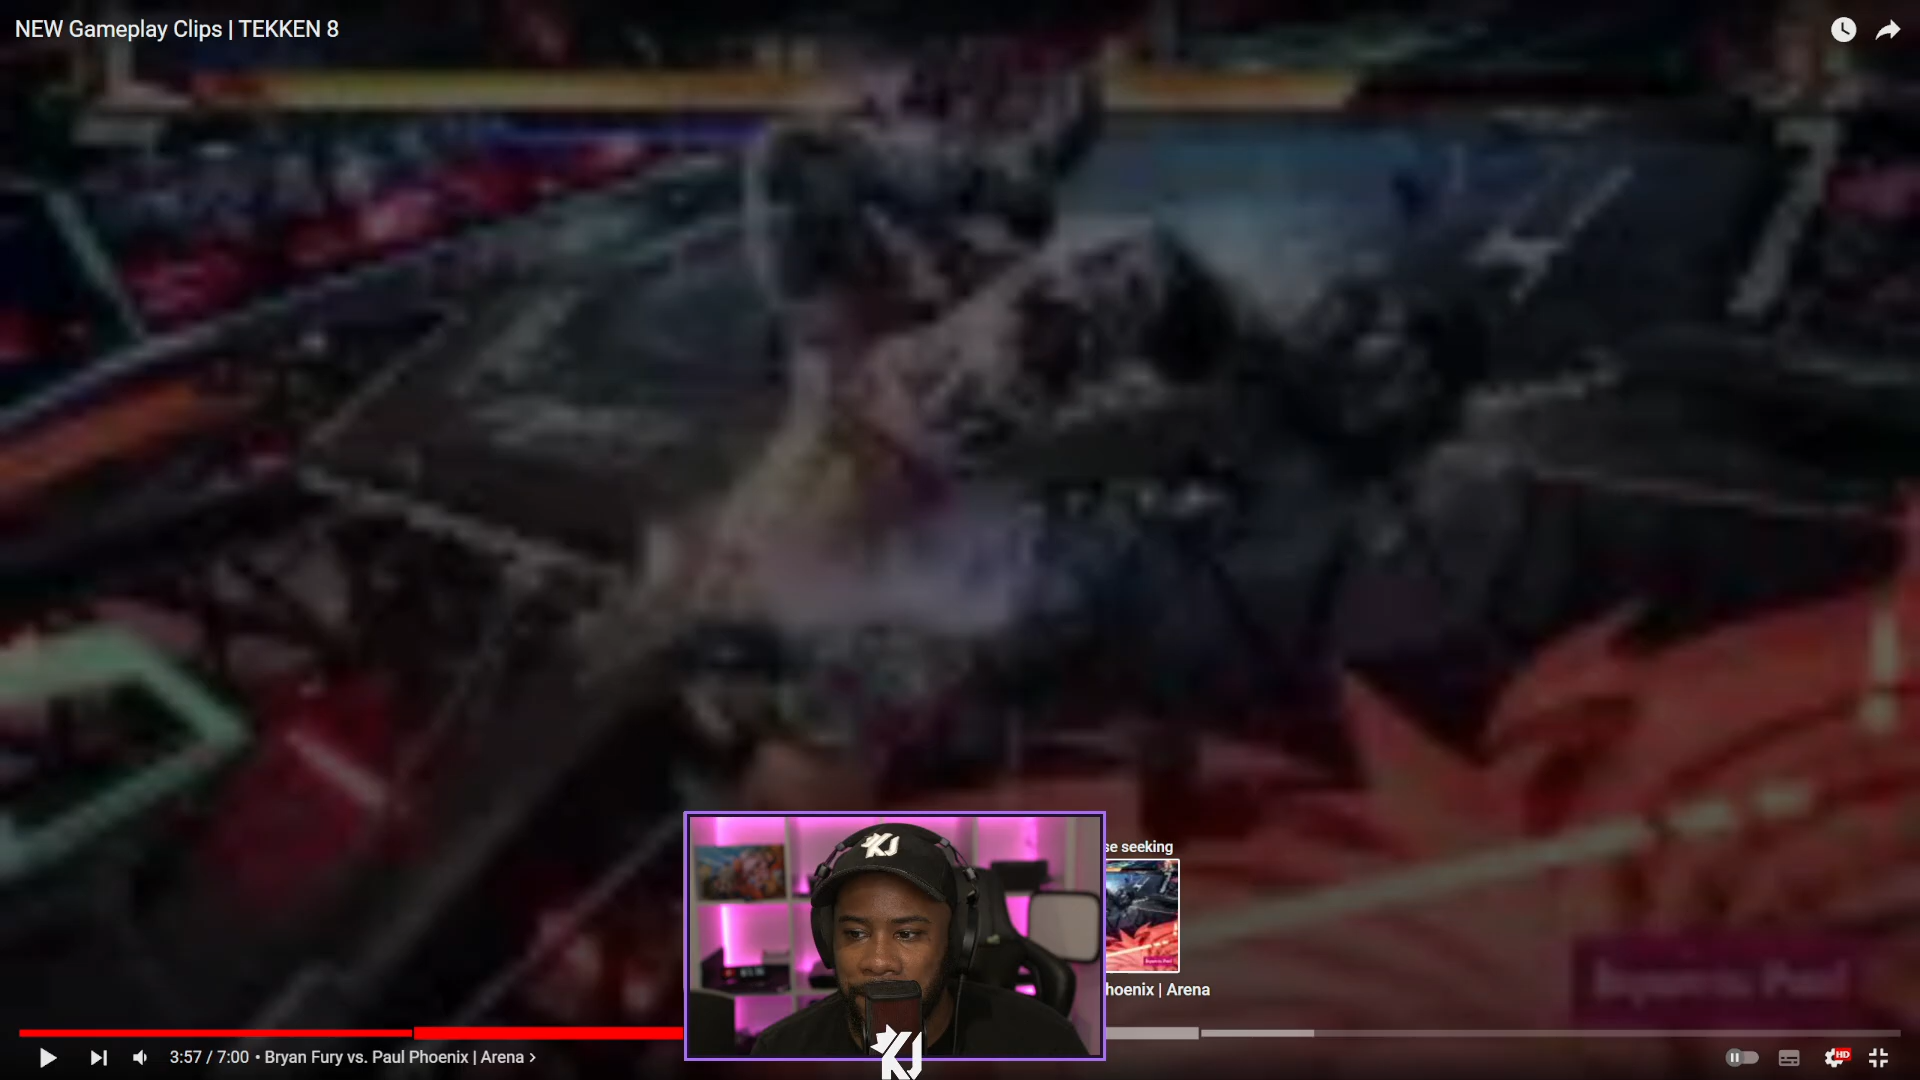 NEW Gameplay Clips | TEKKEN 8
KJ
se seeking
hoenix | Arena
KJ
3:57 / 7:00 • Bryan Fury vs. Paul Phoenix | Arena
HD